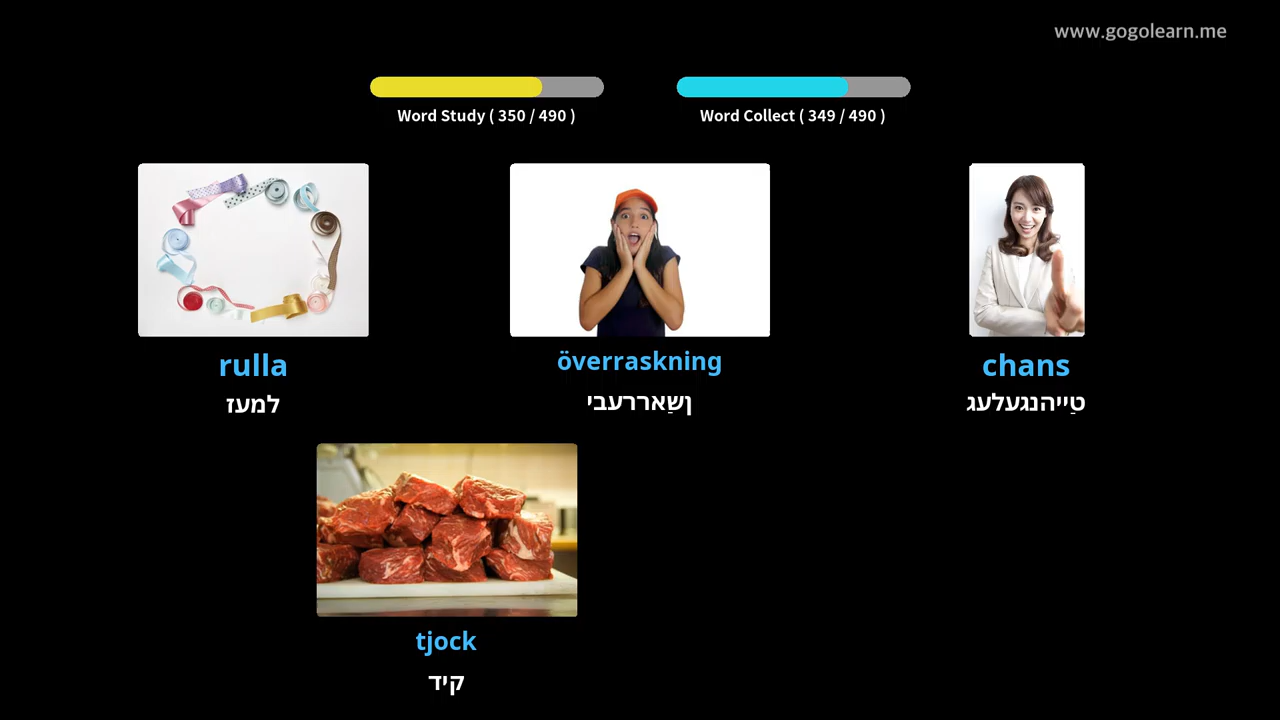 www.gogolearn.me
Word Study ( 350 / 490 )
Word Collect ( 349 / 490 )
rulla
למעז
överraskning
ןשַאררעבי
chans
טַייהנגעלעג
tjock
קיד